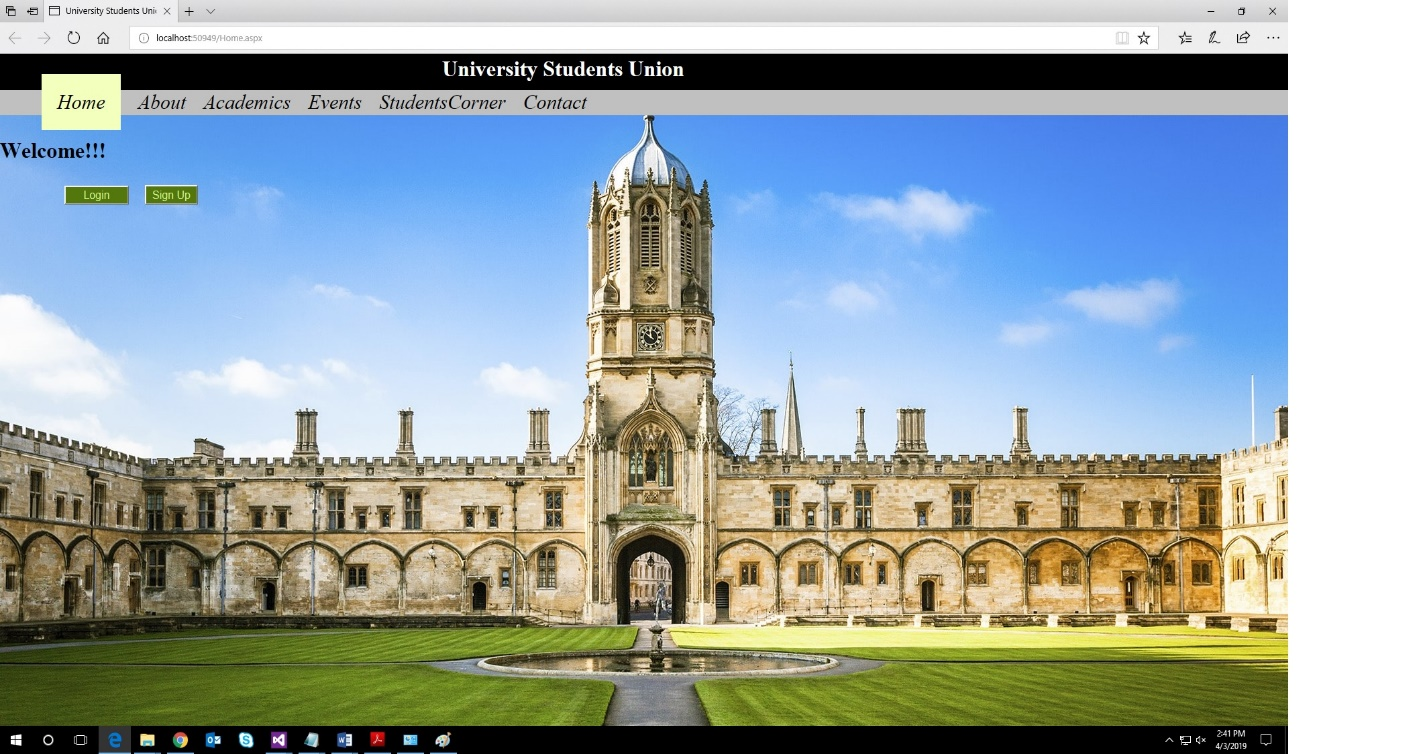 University Students Uni
localhost:50949/Home.aspx
University Students Union
Home About Academics Events StudentsCorner Contact
Welcome!!!
Login Sign Up
2:41 PM
4/3/2019